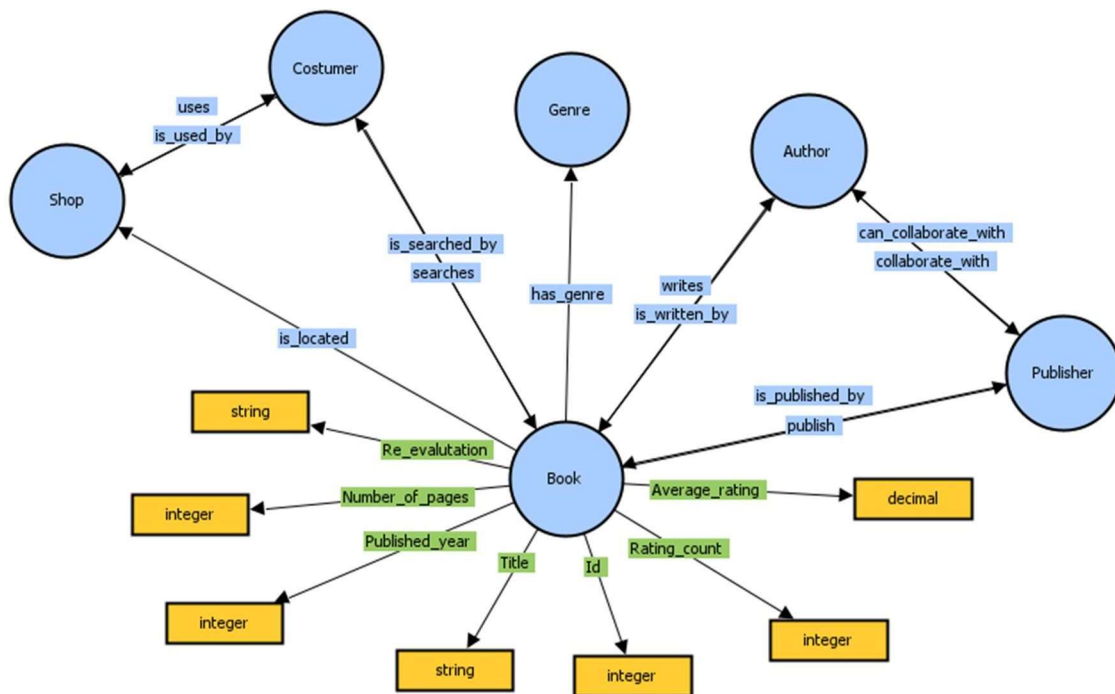 Costumer
Genre
uses
is_used_by
Author
Shop
can_collaborate_with
is_searched_by
collaborate_with
searches
writes
has_genre
is_written_by
is_located
Publisher
is_published_by
string
publish
Re_evalutation
Book
Average_rating
Number_of_pages
decimal
integer
Published_year
Rating_count
Title
Id
integer
integer
string
integer